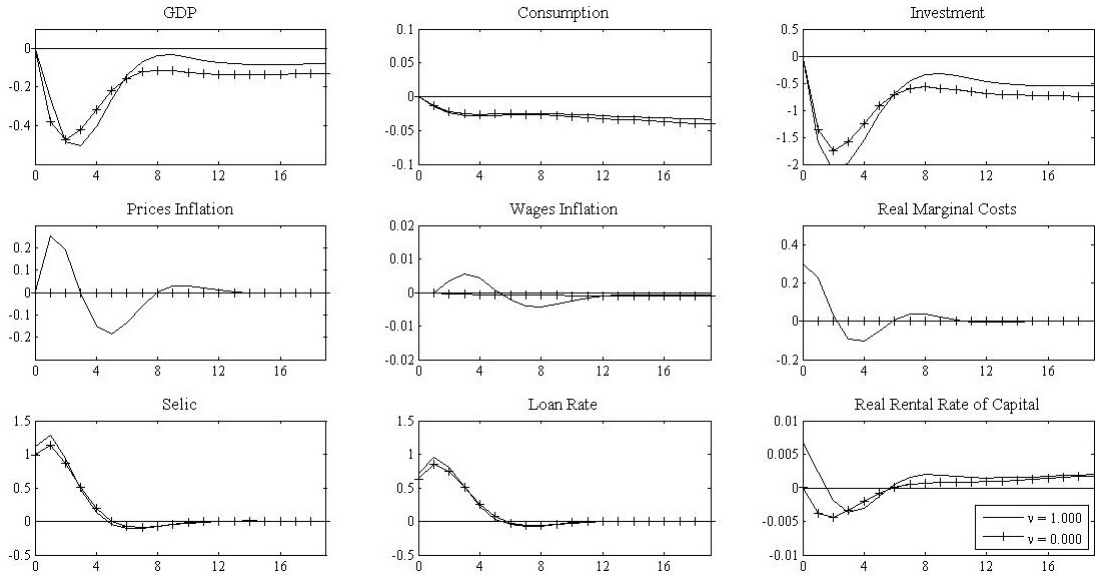 GDP
0
-0.2
-0.4
0 4 8 12 16
Consumption
0.1
0.05
0
-0.05
-0.1
0 4 8 12 16
Investment
0.5
0
-0.5
-1
-1.5
-2
0 4 8 12 16
Prices Inflation
0.2
0.1
0
-0.1
-0.2
0 4 8 12 16
Wages Inflation
0.02
0.01
0
-0.01
-0.02
0 4 8 12 16
Real Marginal Costs
0.4
0.2
0
-0.2
0 4 8 12 16
Selic
1.5
1
0.5
0
-0.5
0 4 8 12 16
Loan Rate
1.5
1
0.5
0
-0.5
0 4 8 12 16
Real Rental Rate of Capital
0.01
0.005
0
-0.005
-0.01
0 4 8 12 16
v = 1.000
v = 0.000